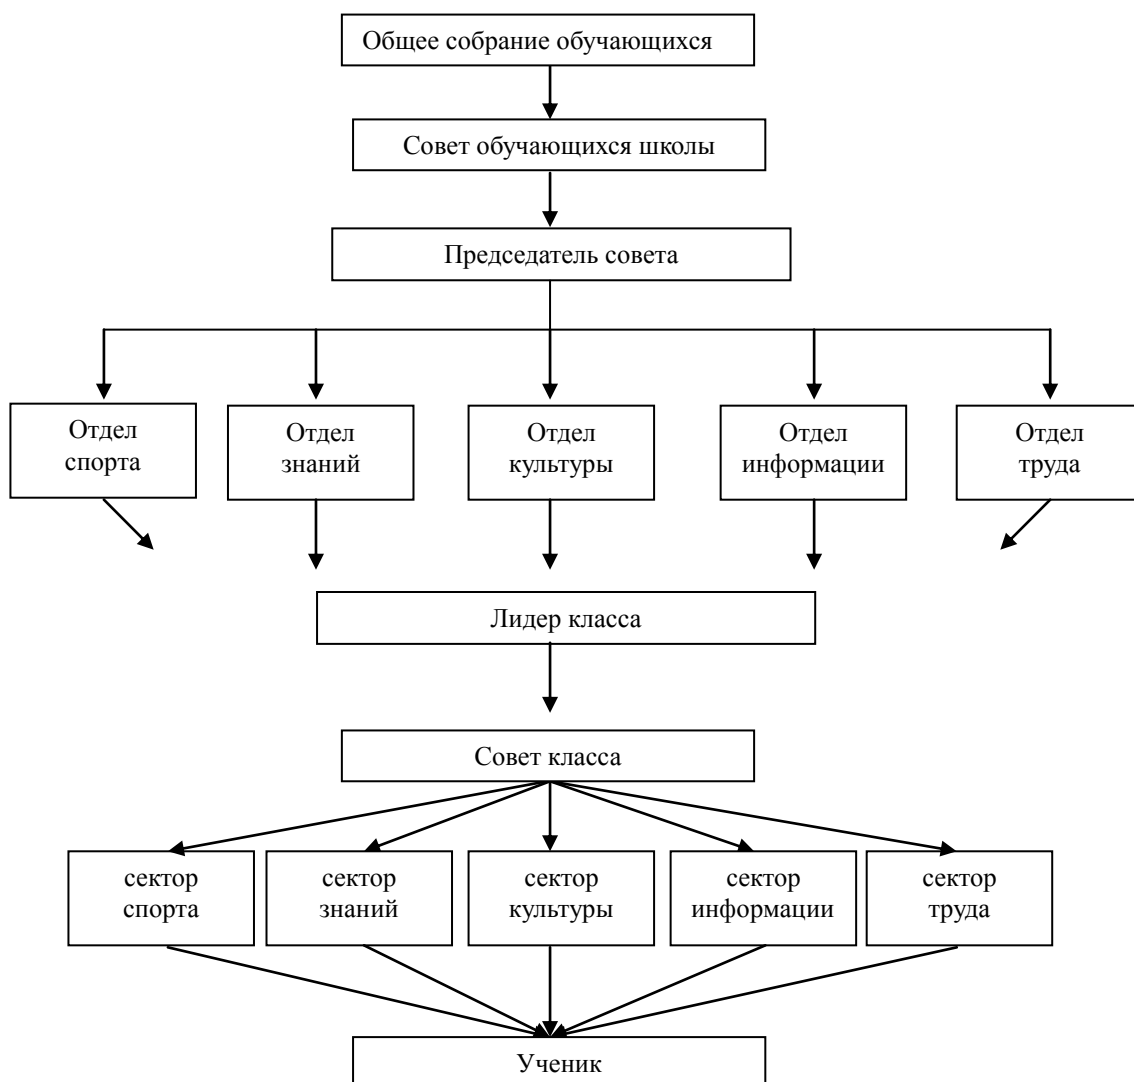 Общее собрание обучающихся
Совет обучающихся школы
Председатель совета
Отдел
спорта
Отдел
знаний
Отдел
культуры
Отдел
информации
Отдел
труда
Лидер класса
Совет класса
сектор
спорта
сектор
знаний
сектор
культуры
сектор
информации
сектор
труда
Ученик